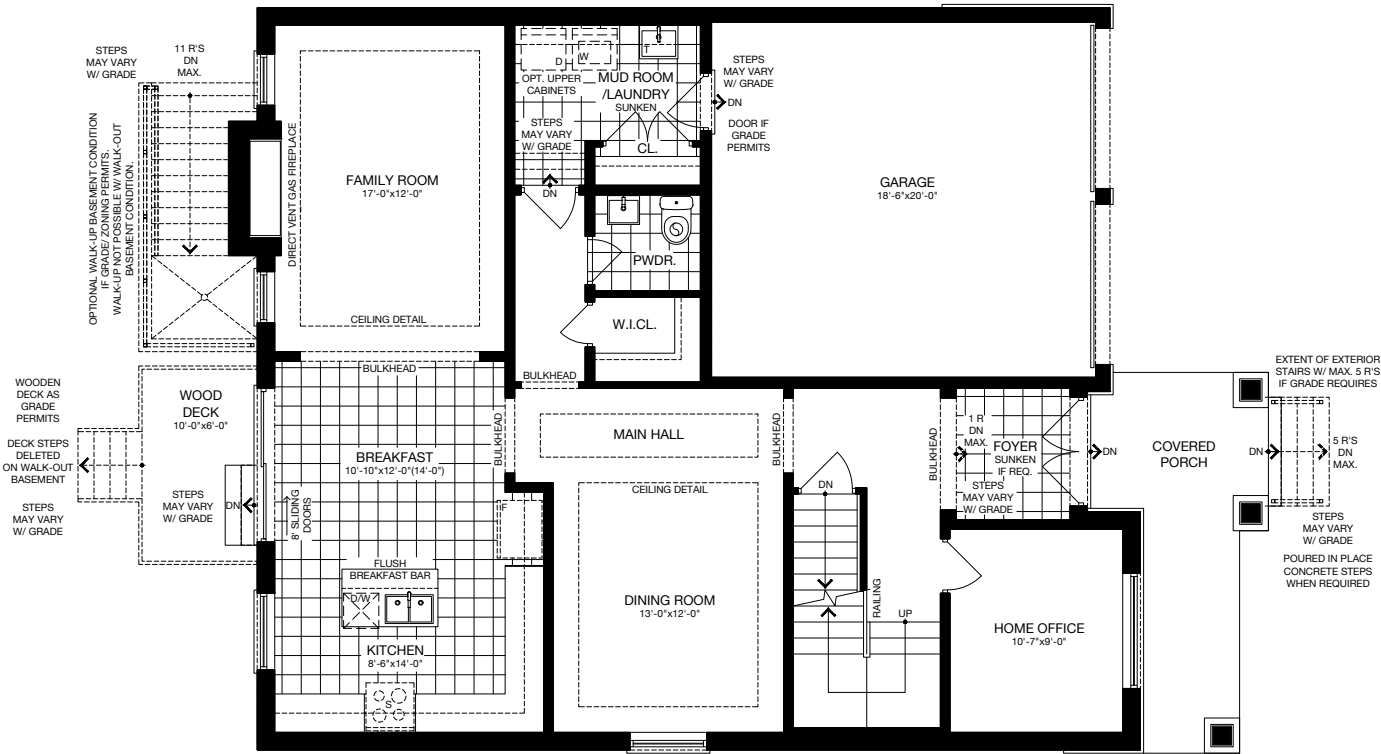 STEPS
MAY VARY
W/ GRADE
11 R'S
DN
MAX.
OPTIONAL WALK-UP BASEMENT CONDITION
IF GRADE/ ZONING PERMITS.
WALK-UP NOT POSSIBLE W/ WALK-OUT
BASEMENT CONDITION.
DIRECT VENT GAS FIREPLACE
FAMILY ROOM
17'-0"x12'-0"
CEILING DETAIL
D
W
T
OPT. UPPER
CABINETS
MUD ROOM
/LAUNDRY
SUNKEN
STEPS
MAY VARY
W/ GRADE
CL.
DN
STEPS
MAY VARY
W/ GRADE
DN
DOOR IF
GRADE
PERMITS
GARAGE
18'-6"x20'-0"
PWDR.
W.I.CL.
BULKHEAD
BULKHEAD
WOODEN
DECK AS
GRADE
PERMITS
DECK STEPS
DELETED
ON WALK-OUT
BASEMENT
STEPS
MAY VARY
W/ GRADE
WOOD
DECK
10'-0"x6'-0"
STEPS
MAY VARY
W/ GRADE
DN
8' SLIDING
DOORS
BREAKFAST
10'-10"x12'-0"(14'-0")
BULKHEAD
F
FLUSH
BREAKFAST BAR
D/W
KITCHEN
8'-6"x14'-0"
S
MAIN HALL
CEILING DETAIL
DINING ROOM
13'-0"x12'-0"
BULKHEAD
DN
RAILING
UP
BULKHEAD
1 R
DN
MAX.
FOYER
SUNKEN
IF REQ.
STEPS
MAY VARY
W/ GRADE
DN
COVERED
PORCH
DN
EXTENT OF EXTERIOR
STAIRS W/ MAX. 5 R'S
IF GRADE REQUIRES
5 R'S
DN
MAX.
STEPS
MAY VARY
W/ GRADE
POURED IN PLACE
CONCRETE STEPS
WHEN REQUIRED
HOME OFFICE
10'-7"x9'-0"